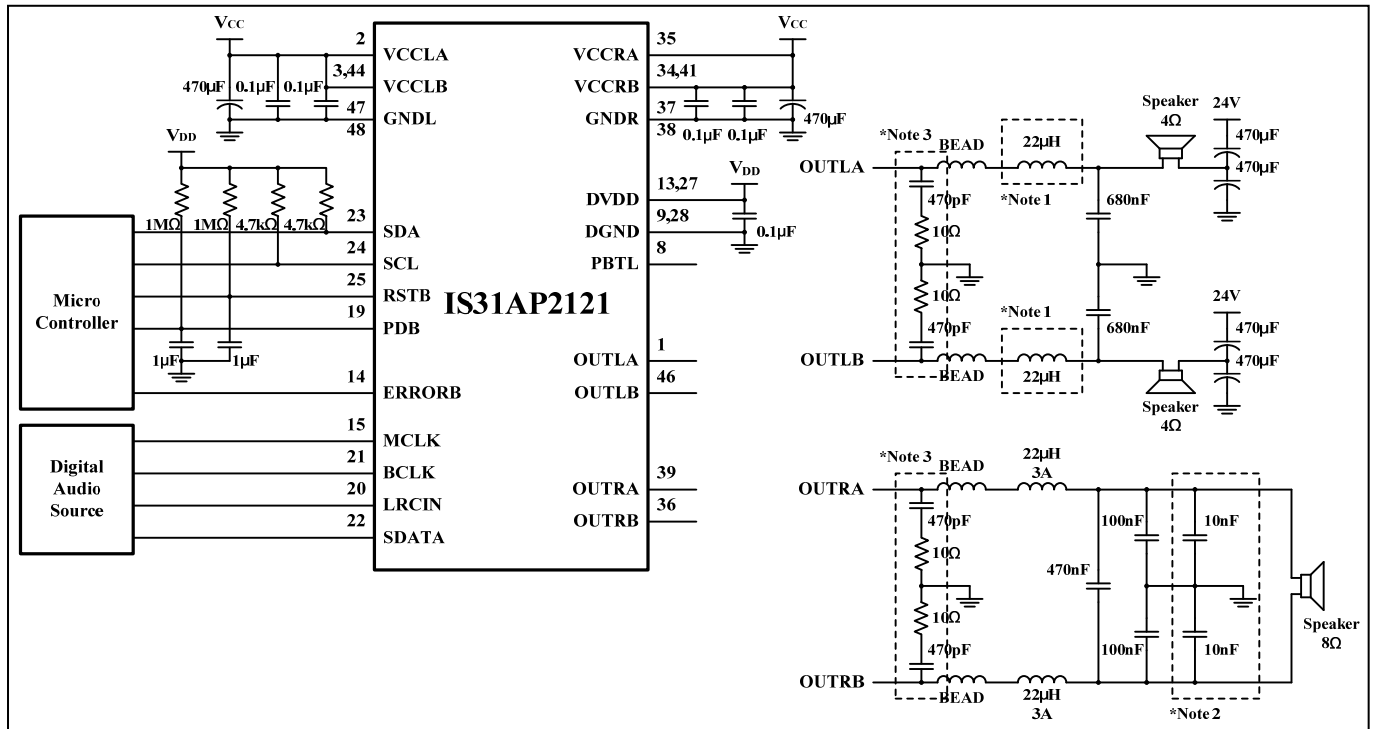 VCC
2
VCCLA
3,44
VCCLB
470µF
0.1µF
0.1µF
47
GNDL
48
VDD
1MΩ
1MΩ
4.7kΩ
4.7kΩ
23
SDA
24
SCL
25
RSTB
19
PDB
1µF
1µF
14
ERRORB
Micro
Controller
15
MCLK
21
BCLK
20
LRCIN
22
SDATA
Digital
Audio
Source
IS31AP2121
VCC
35
VCCRA
34,41
VCCRB
37
GNDR
38
0.1µF
0.1µF
470µF
VDD
13,27
DVDD
9,28
DGND
0.1µF
8
PBTL
1
OUTLA
46
OUTLB
39
OUTRA
36
OUTRB
*Note 3
BEAD
22µH
*Note 1
OUTLA
470pF
10Ω
10Ω
470pF
OUTLB
BEAD
*Note 1
22µH
680nF
680nF
Speaker
4Ω
24V
470µF
470µF
24V
470µF
470µF
Speaker
4Ω
*Note 3
BEAD
22µH
3A
OUTRA
470pF
10Ω
10Ω
470pF
OUTRB
BEAD
22µH
3A
470nF
100nF
100nF
10nF
10nF
*Note 2
Speaker
8Ω